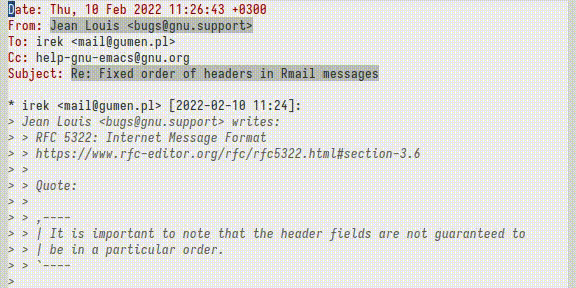 Date: Thu, 10 Feb 2022 11:26:43 +0300
From: Jean Louis <bugs@gnu.support>
To: irek <mail@gumen.pl>
Cc: help-gnu-emacs@gnu.org
Subject: Re: Fixed order of headers in Rmail messages

* irek <mail@gumen.pl> [2022-02-10 11:24]:
> Jean Louis <bugs@gnu.support> writes:
> > RFC 5322: Internet Message Format
> > https://www.rfc-editor.org/rfc/rfc5322.html#section-3.6
> >
> > Quote:
> >
> > ,----
> > | It is important to note that the header fields are not guaranteed to
> > | be in a particular order.
> > `----
>